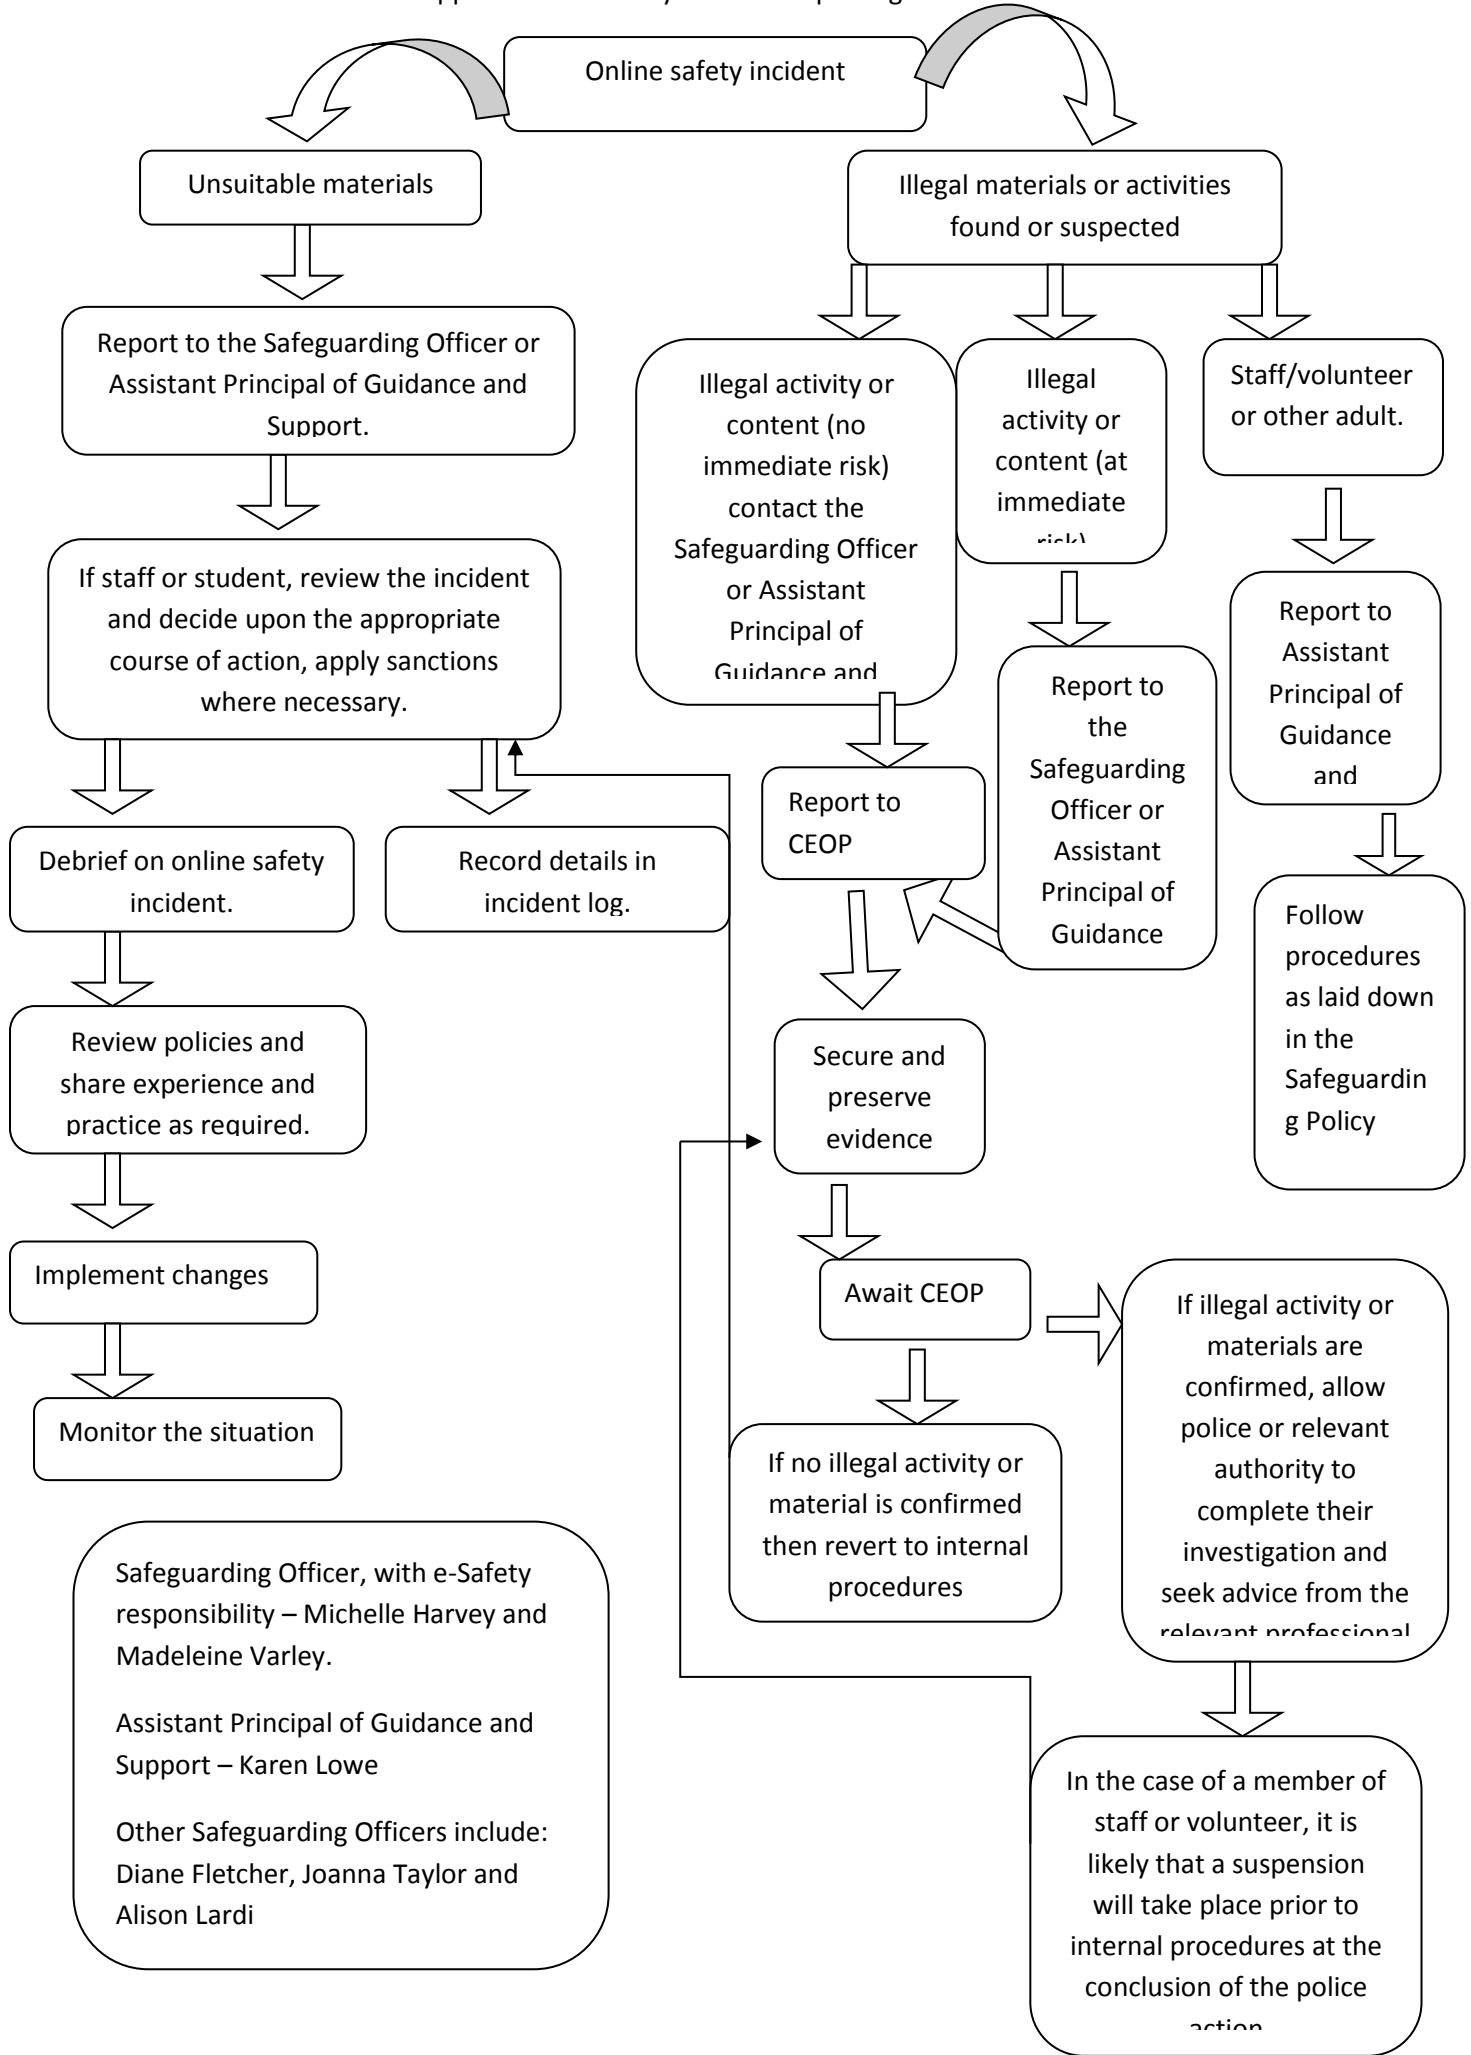 Online safety incident
Unsuitable materials
Illegal materials or activities
found or suspected
Report to the Safeguarding Officer or
Assistant Principal of Guidance and
Support.
If staff or student, review the incident
and decide upon the appropriate
course of action, apply sanctions
where necessary.
Debrief on online safety
incident.
Record details in
incident log.
Review policies and
share experience and
practice as required.
Implement changes
Monitor the situation
Illegal activity or
content (no
immediate risk)
contact the
Safeguarding Officer
or Assistant
Principal of
Guidance and
Illegal
activity or
content (at
immediate
risk)
Staff/volunteer
or other adult.
Report to
CEOP
Report to
the
Safeguarding
Officer or
Assistant
Principal of
Guidance
Report to
Assistant
Principal of
Guidance
and
Follow
procedures
as laid down
in the
Safeguardin
g Policy
Secure and
preserve
evidence
Await CEOP
If no illegal activity or
material is confirmed
then revert to internal
procedures
If illegal activity or
materials are
confirmed, allow
police or relevant
authority to
complete their
investigation and
seek advice from the
relevant professional
In the case of a member of
staff or volunteer, it is
likely that a suspension
will take place prior to
internal procedures at the
conclusion of the police
action
Safeguarding Officer, with e-Safety
responsibility – Michelle Harvey and
Madeleine Varley.
Assistant Principal of Guidance and
Support – Karen Lowe
Other Safeguarding Officers include:
Diane Fletcher, Joanna Taylor and
Alison Lardi